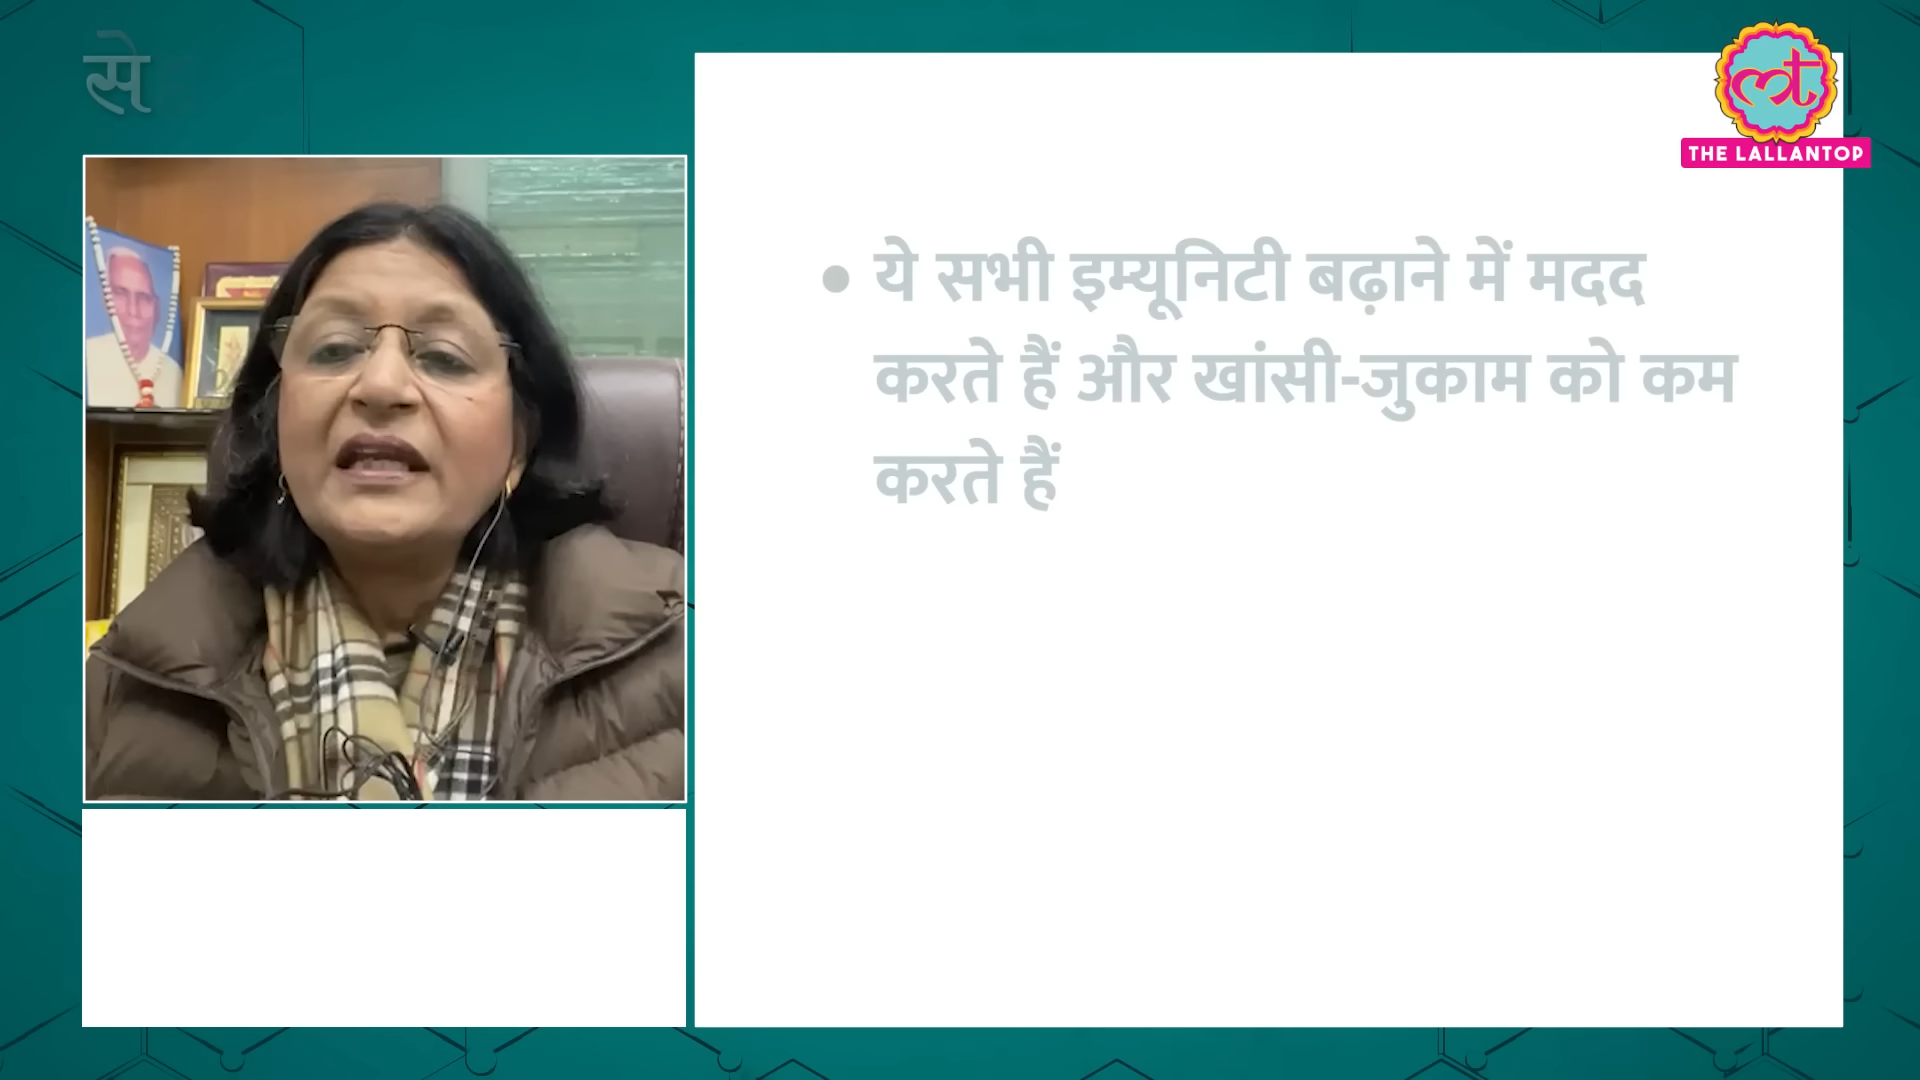 से
THE LALLANTOP
• ये सभी इम्यूनिटी बढ़ाने में मदद
करते हैं और खांसी-जुकाम को कम
करते हैं